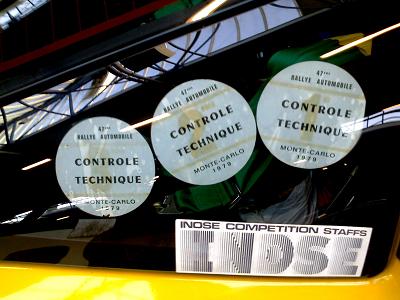 47ème
RALLYE AUTOMOBILE
CONTROLE
TECHNIQUE
MONTE-CARLO
1979
47ème
RALLYE AUTOMOBILE
CONTROLE
TECHNIQUE
MONTE-CARLO
1979
47ème
RALLYE AUTOMOBILE
CONTROLE
TECHNIQUE
MONTE-CARLO
1979
INOSE COMPETITION STAFFS
INOSE